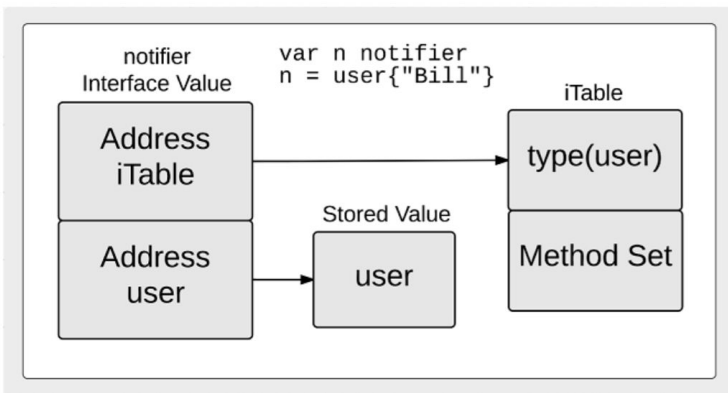 notifier
Interface Value
var n notifier
n = user{"Bill"}
iTable
Address
iTable
type(user)
Stored Value
Address
user
user
Method Set